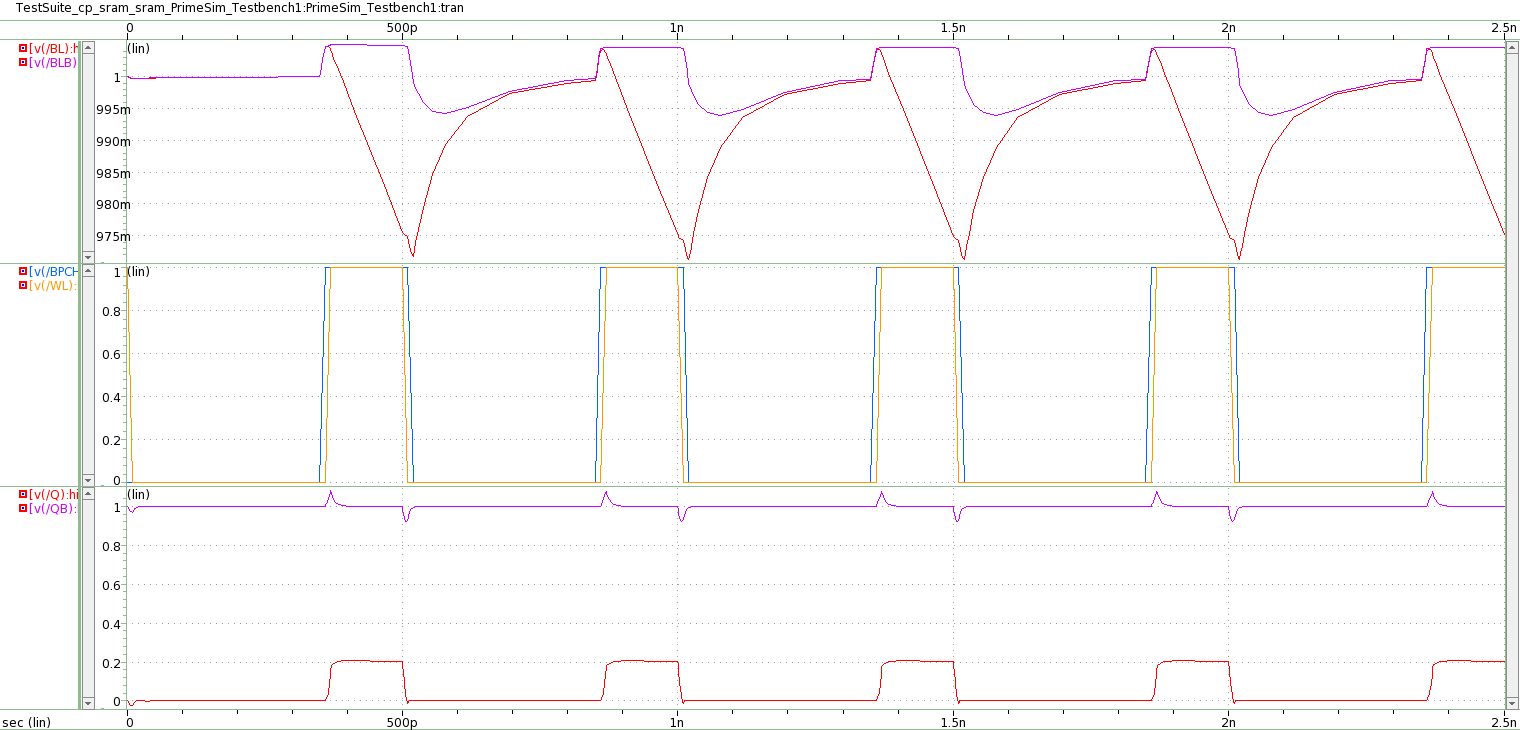 TestSuite_cp_sram_sram_PrimeSim_Testbench1:PrimeSim_Testbench1:tran
0 500p 1n 1.5n 2n 2.5n
[v(/BL):h
(lin)
[v(/BLB)
1
995m
990m
985m
980m
975m
[v(/BPCH
(lin)
[v(/WL):
1
0.8
0.6
0.4
0.2
0
[v(/Q):hi
(lin)
[v(/QB):
1
0.8
0.6
0.4
0.2
0
sec (lin) 0 500p 1n 1.5n 2n 2.5n